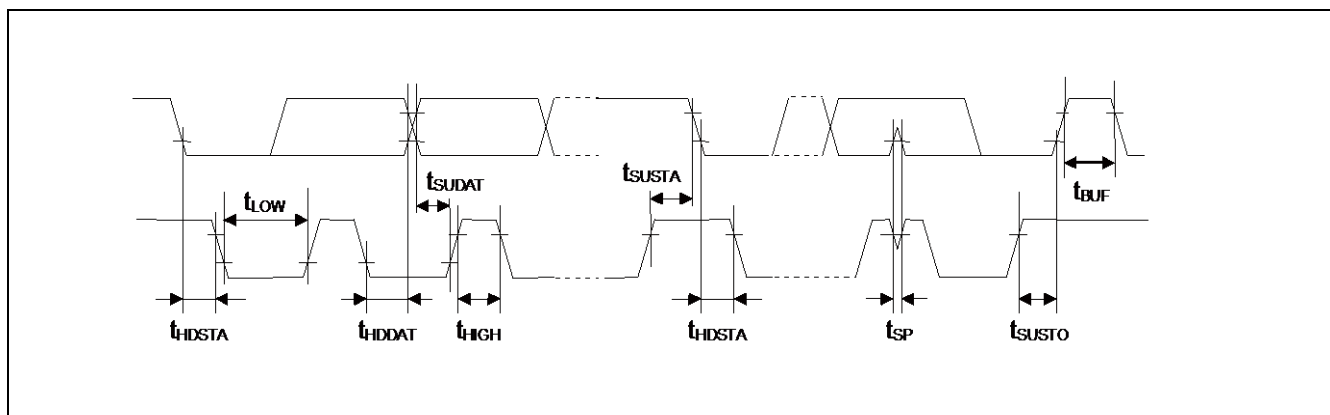 tSUDAT
tSUSTA
tBUF
tLOW
tHDSTA
tHDDAT
tHIGH
tHDSTA
tSP
tSUSTO